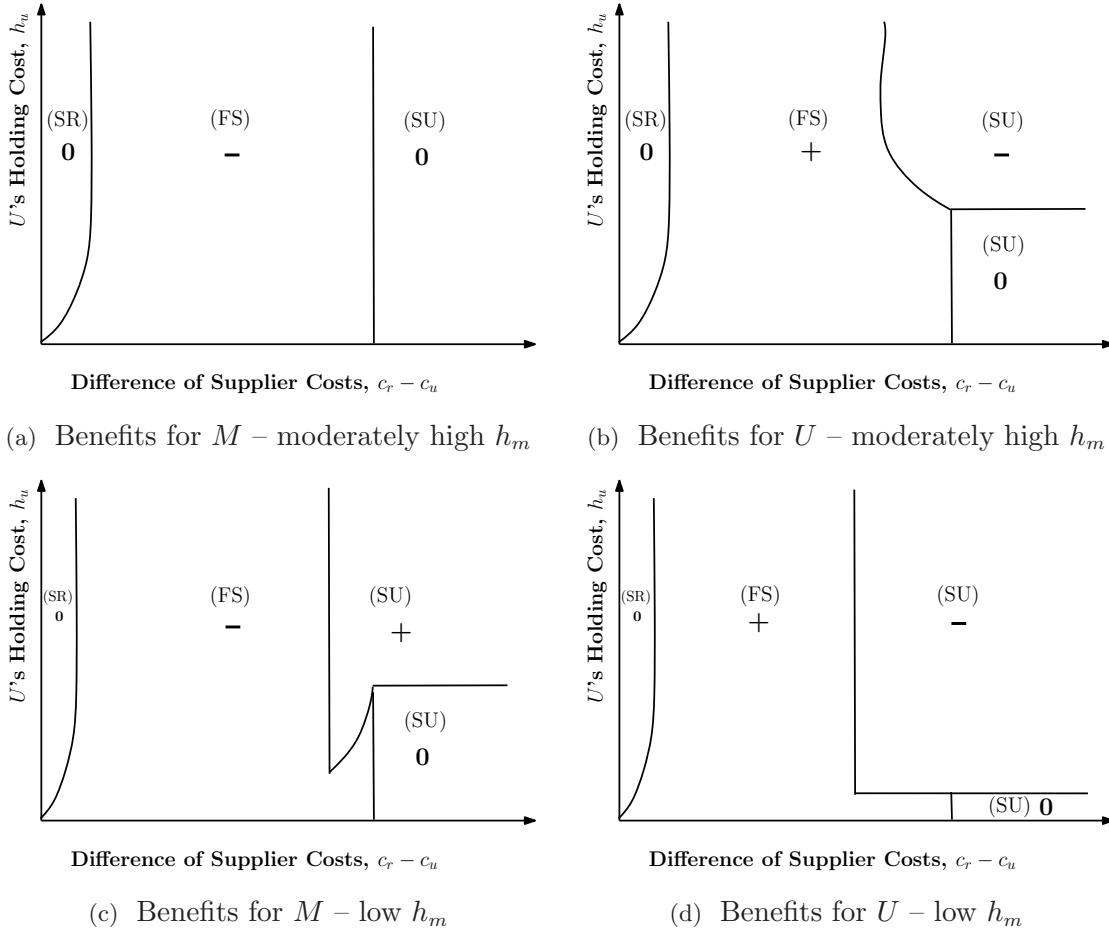 U's Holding Cost, h_u
(SR)
0
(FS)
–
(SU)
0
Difference of Supplier Costs, c_r − c_u
(a) Benefits for M – moderately high h_m
U's Holding Cost, h_u
(SR)
0
(FS)
+
(SU)
–
(SU)
0
Difference of Supplier Costs, c_r − c_u
(b) Benefits for U – moderately high h_m
U's Holding Cost, h_u
(SR)
0
(FS)
–
(SU)
+
(SU)
0
Difference of Supplier Costs, c_r − c_u
(c) Benefits for M – low h_m
U's Holding Cost, h_u
(SR)
0
(FS)
+
(SU)
–
(SU) 0
Difference of Supplier Costs, c_r − c_u
(d) Benefits for U – low h_m